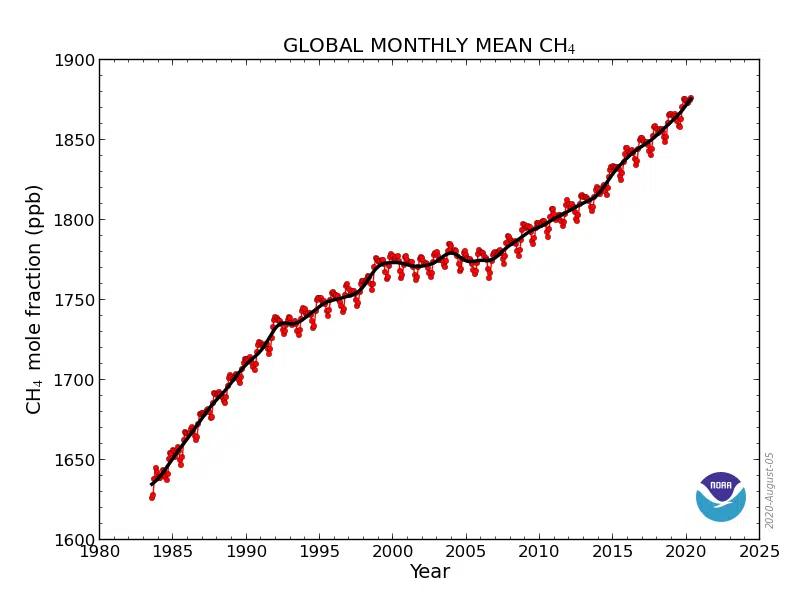 GLOBAL MONTHLY MEAN CH₄
1900
1850
1800
1750
1700
1650
1600
CH₄ mole fraction (ppb)
1980 1985 1990 1995 2000 2005 2010 2015 2020 2025
Year
NOAA
2020-August-05